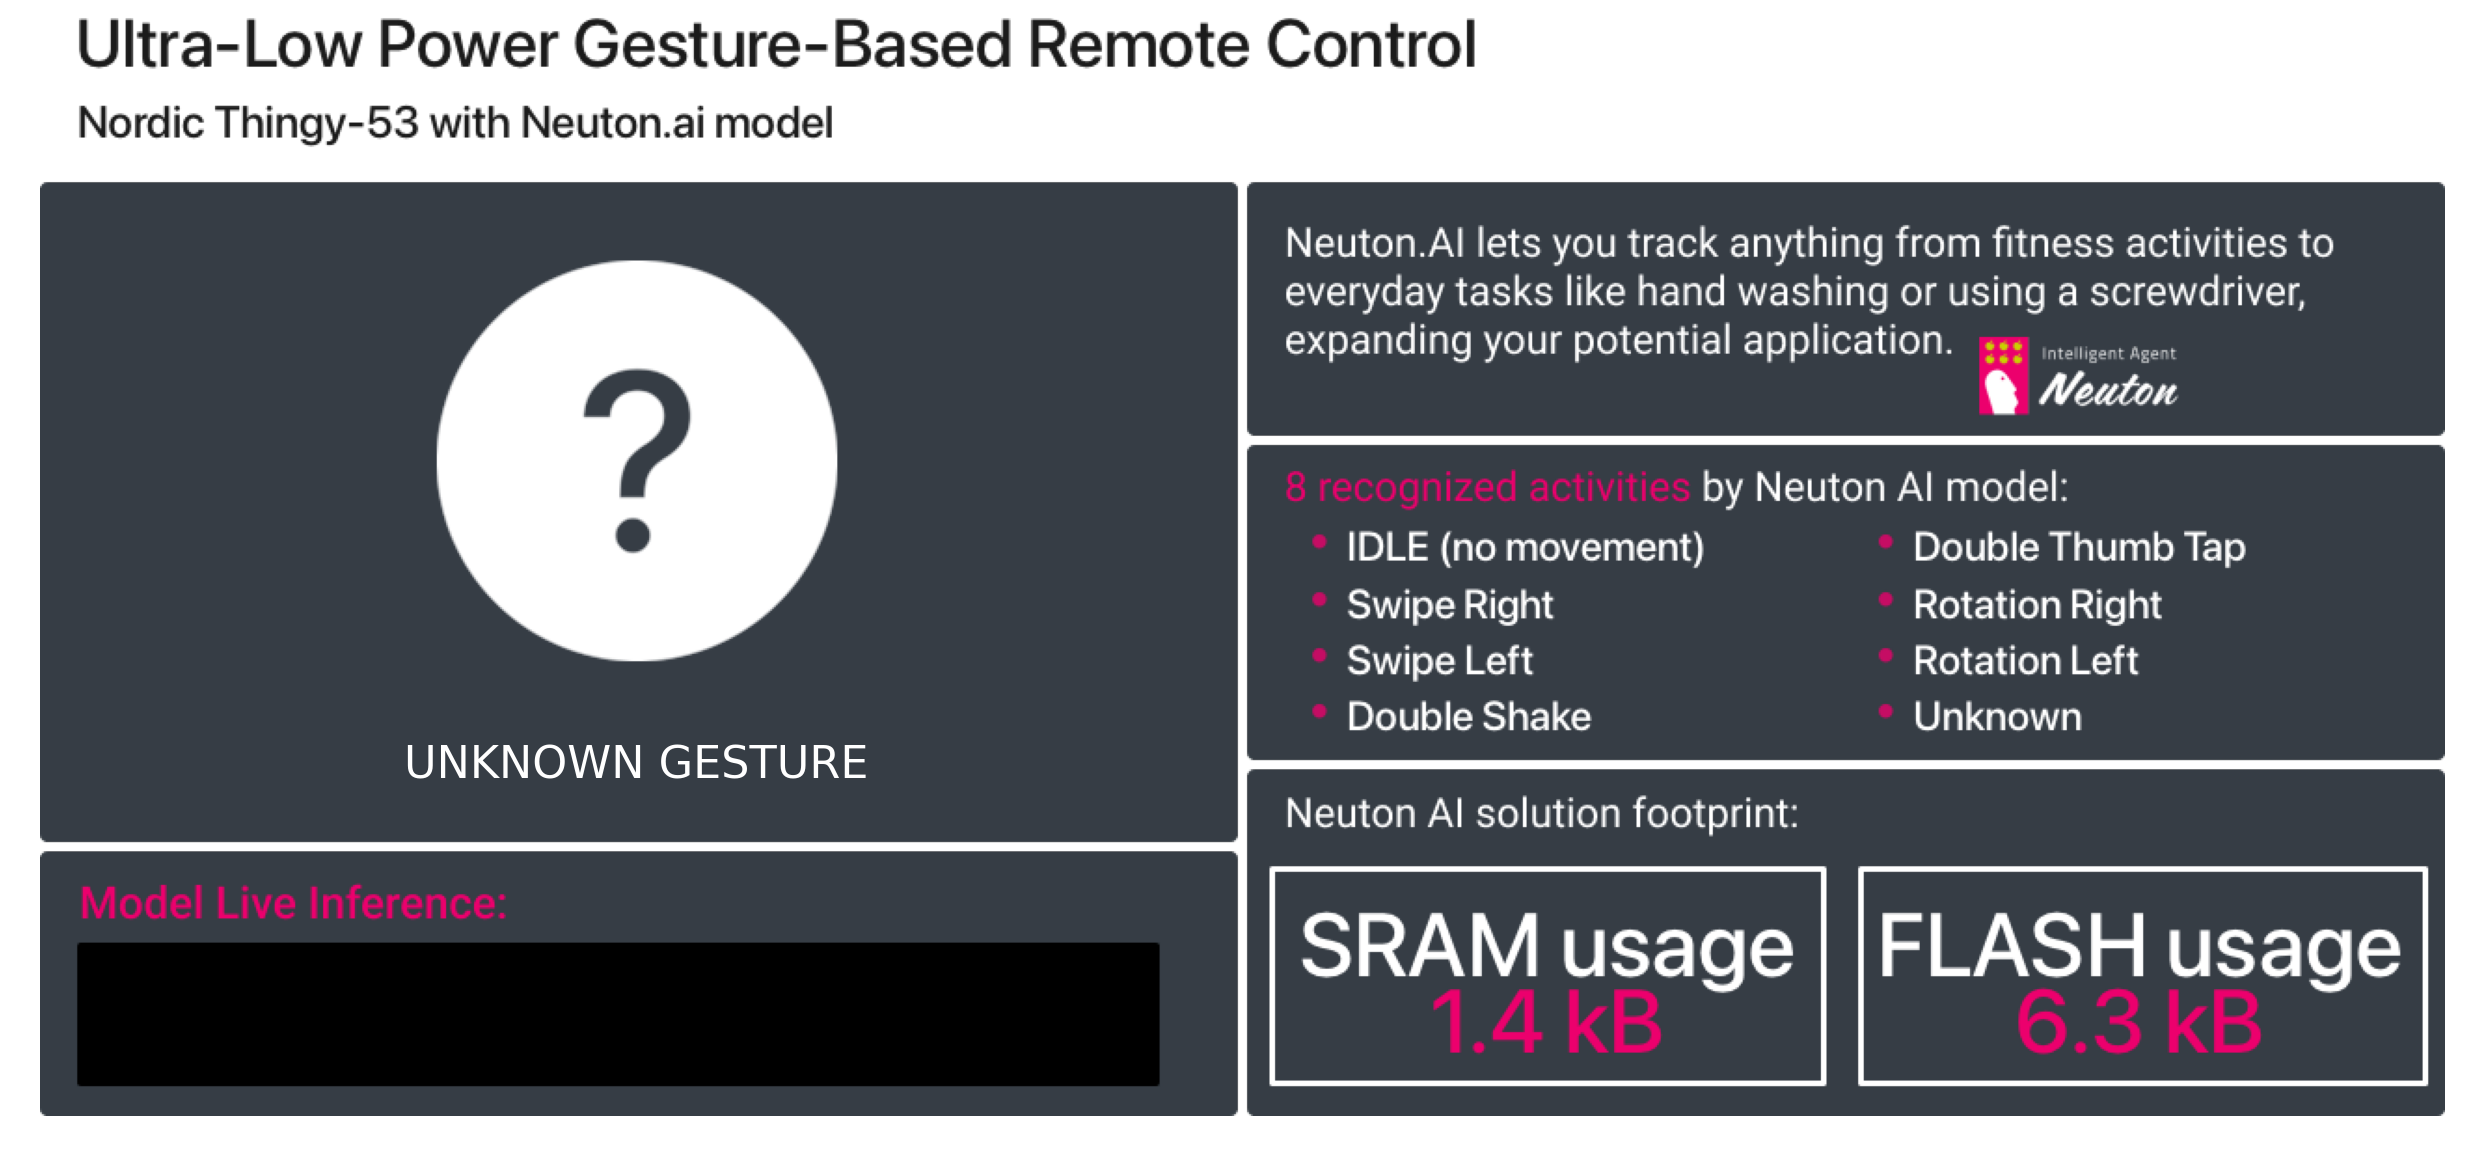 Ultra-Low Power Gesture-Based Remote Control
Nordic Thingy-53 with Neuton.ai model
?
UNKNOWN GESTURE
Model Live Inference:
Neuton.AI lets you track anything from fitness activities to
everyday tasks like hand washing or using a screwdriver,
expanding your potential application.
Intelligent Agent
Neuton
8 recognized activities by Neuton AI model:
• IDLE (no movement)
• Swipe Right
• Swipe Left
• Double Shake
• Double Thumb Tap
• Rotation Right
• Rotation Left
• Unknown
Neuton AI solution footprint:
SRAM usage
1.4 kB
FLASH usage
6.3 kB